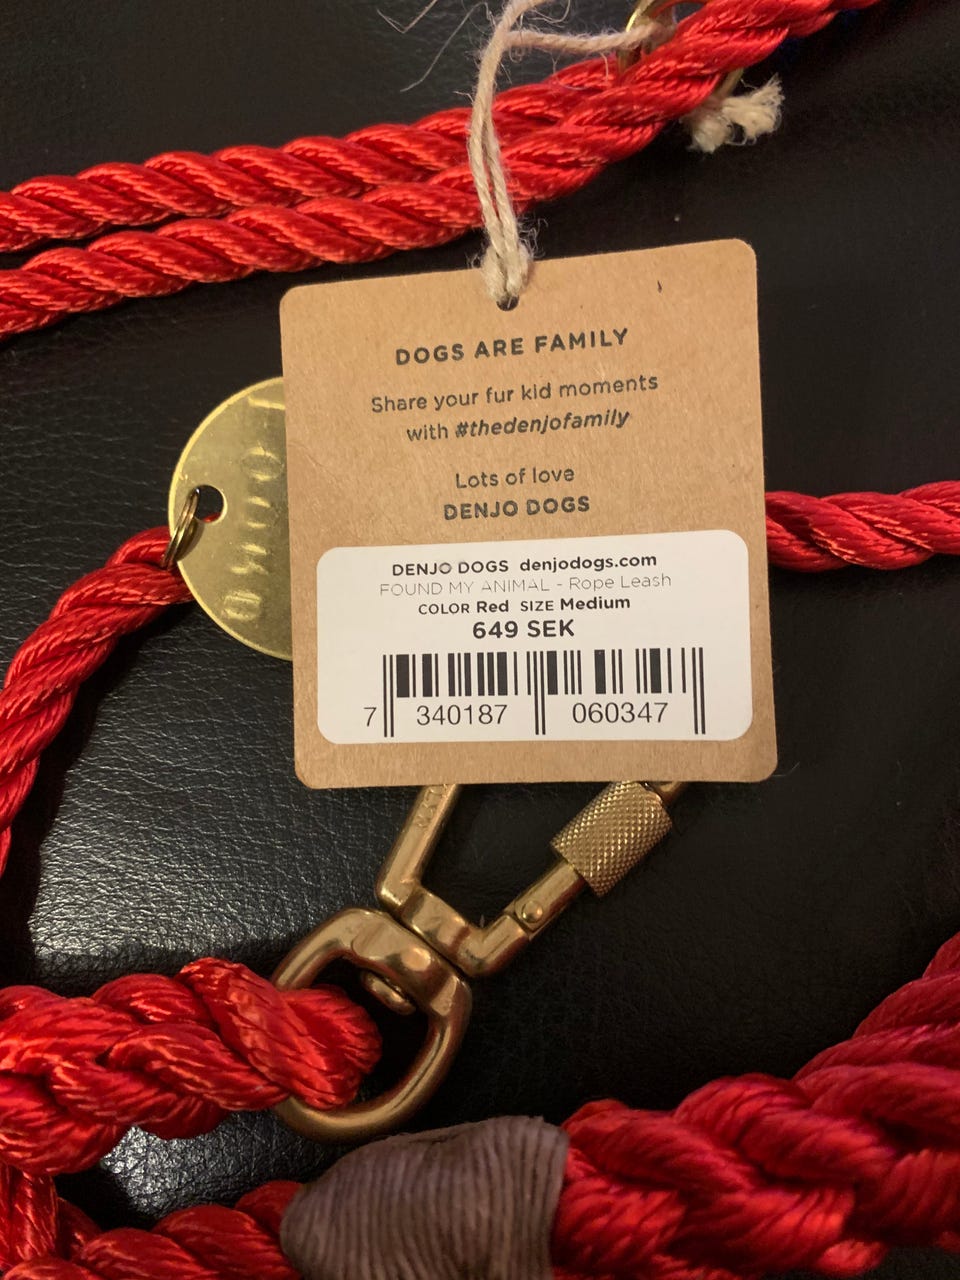 DOGS ARE FAMILY
Share your fur kid moments
with #thedenjofamily
Lots of love
DENJO DOGS
DENJO DOGS denjodogs.com
FOUND MY ANIMAL - Rope Leash
COLOR Red SIZE Medium
649 SEK
7 340187 060347